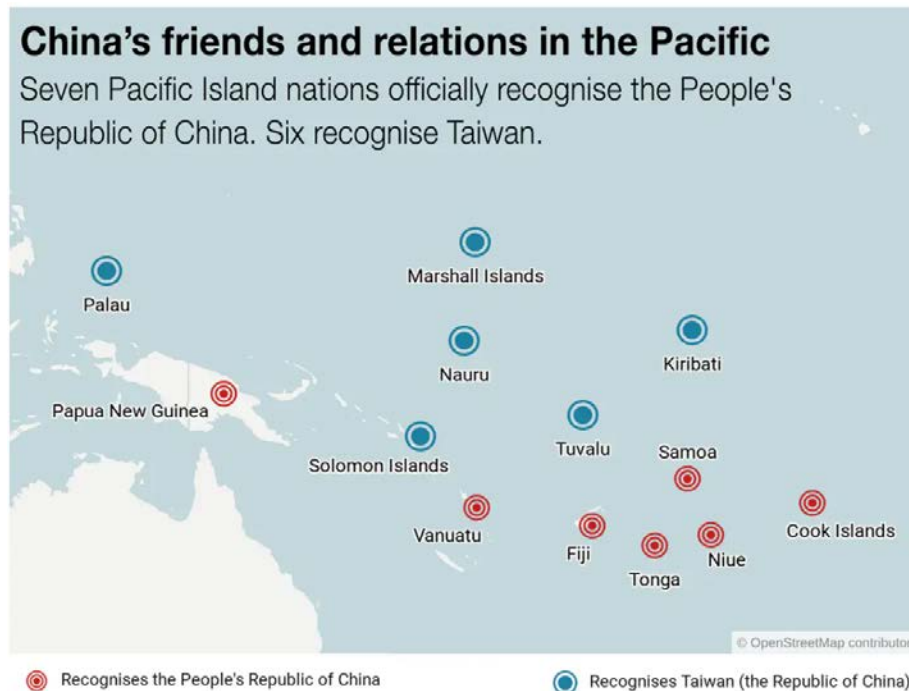 China's friends and relations in the Pacific
Seven Pacific Island nations officially recognise the People's
Republic of China. Six recognise Taiwan.
Marshall Islands
Palau
Kiribati
Nauru
Papua New Guinea
Tuvalu
Samoa
Solomon Islands
Vanuatu
Cook Islands
Fiji
Niue
Tonga
© OpenStreetMap contributor
Recognises the People's Republic of China
Recognises Taiwan (the Republic of China)